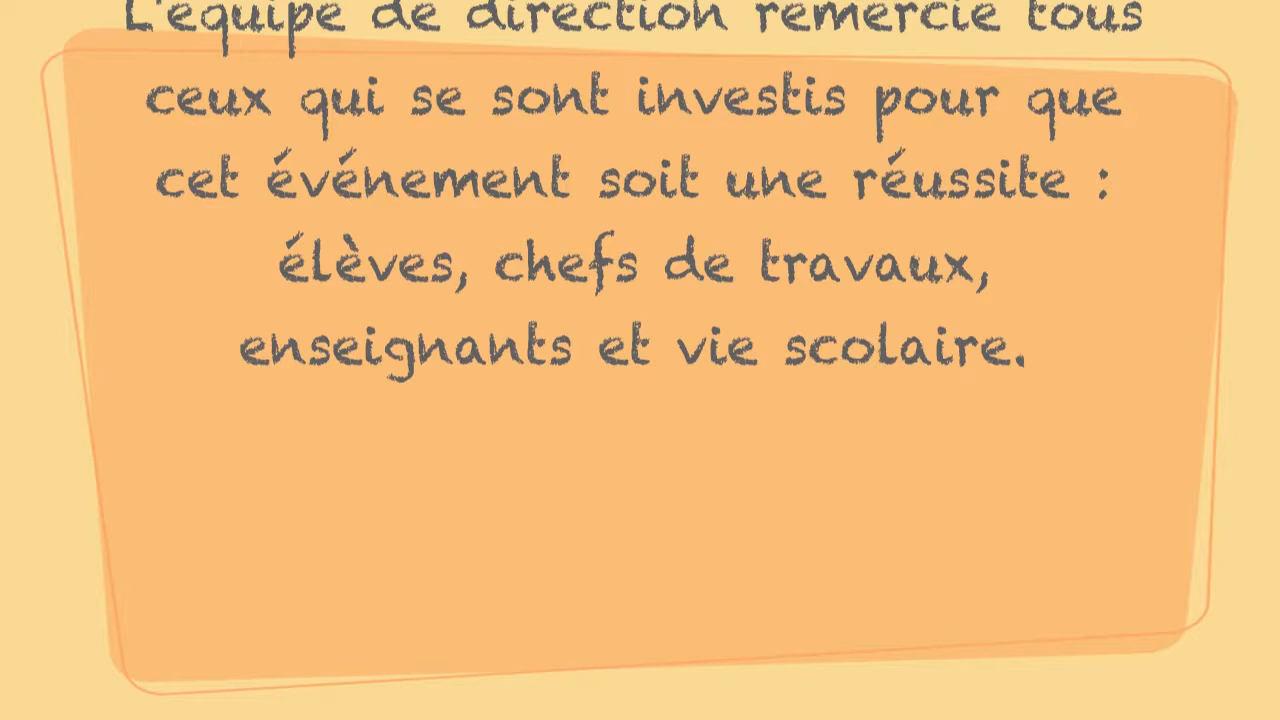 L'équipe de direction remercie tous
ceux qui se sont investis pour que
cet événement soit une réussite :
élèves, chefs de travaux,
enseignants et vie scolaire.